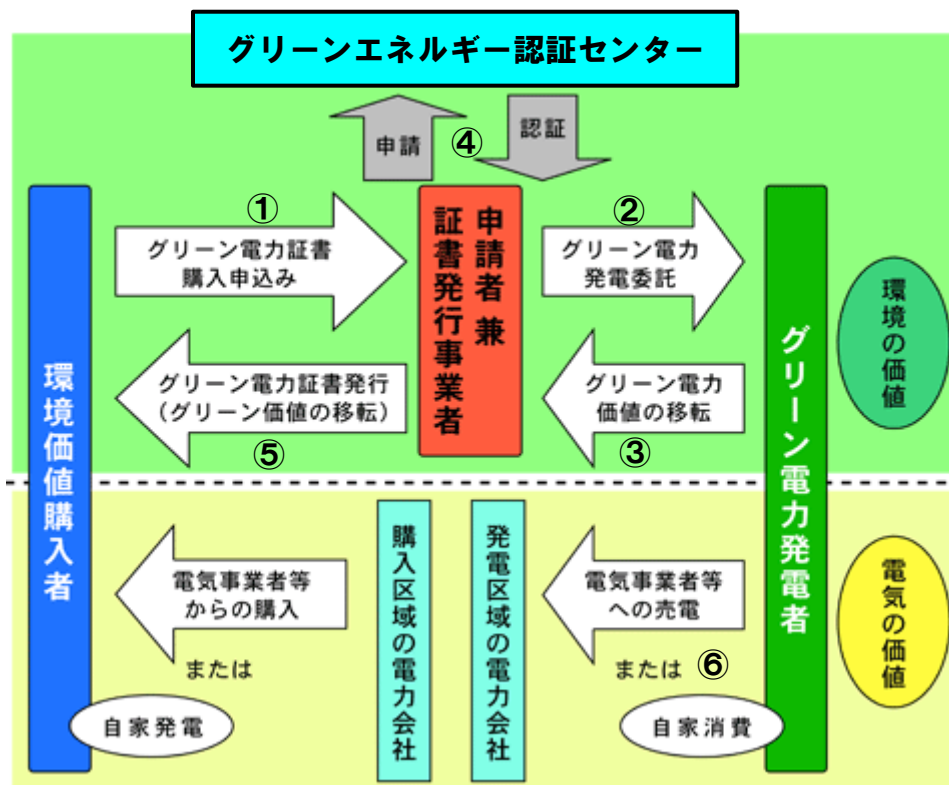 グリーンエネルギー認証センター
申請
④
認証
①
グリーン電力証書
購入申込み
②
グリーン電力
発電委託
申請者 兼
証書発行事業者
環境の価値
グリーン電力証書発行
(グリーン価値の移転)
⑤
グリーン電力
価値の移転
③
環境価値購入者
グリーン電力発電者
電気事業者等
からの購入
または
自家発電
購入区域の電力会社
発電区域の電力会社
電気事業者等
への売電
または ⑥
自家消費
電気の価値